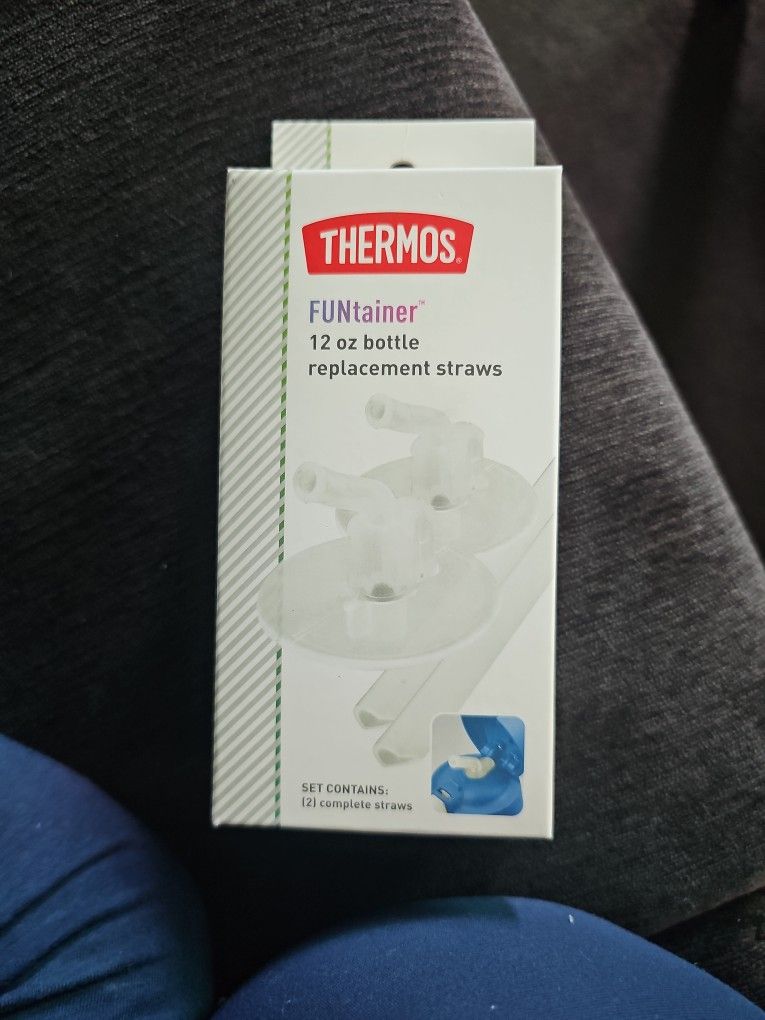 THERMOS®
FUNtainer™
12 oz bottle
replacement straws
SET CONTAINS:
(2) complete straws